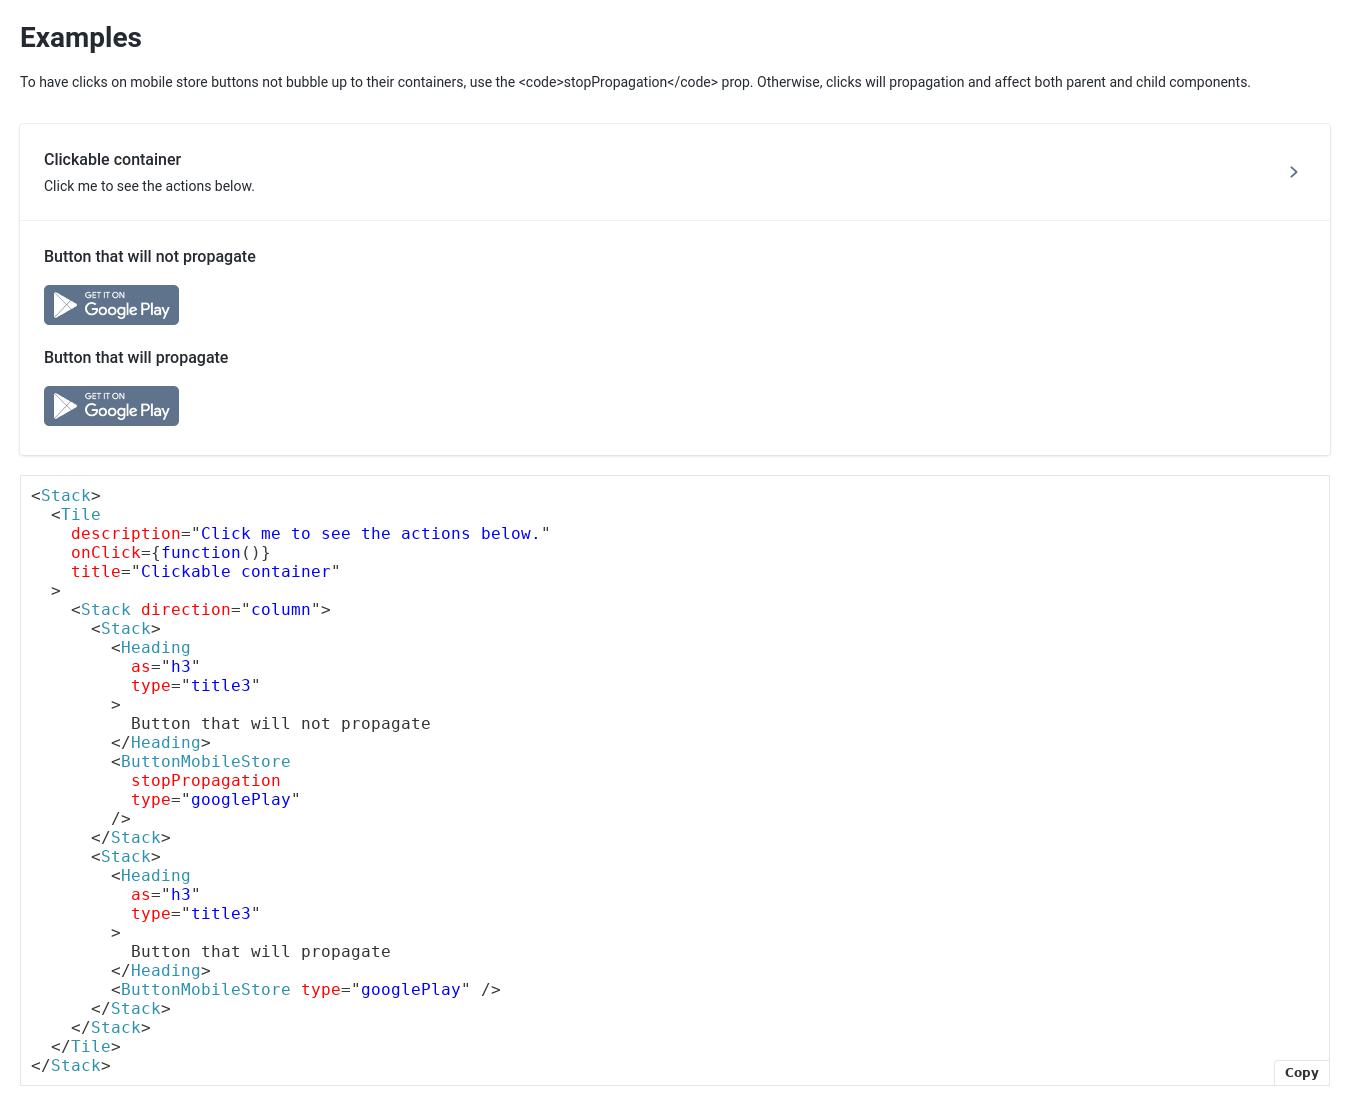 Examples
To have clicks on mobile store buttons not bubble up to their containers, use the <code>stopPropagation</code> prop. Otherwise, clicks will propagation and affect both parent and child components.
Clickable container
Click me to see the actions below.
Button that will not propagate
GET IT ON
Google Play
Button that will propagate
GET IT ON
Google Play
<Stack>
  <Tile
    description="Click me to see the actions below."
    onClick={function()}
    title="Clickable container"
  >
    <Stack direction="column">
      <Stack>
        <Heading
          as="h3"
          type="title3"
        >
          Button that will not propagate
        </Heading>
        <ButtonMobileStore
          stopPropagation
          type="googlePlay"
        />
      </Stack>
      <Stack>
        <Heading
          as="h3"
          type="title3"
        >
          Button that will propagate
        </Heading>
        <ButtonMobileStore type="googlePlay" />
      </Stack>
    </Stack>
  </Tile>
</Stack>
Copy